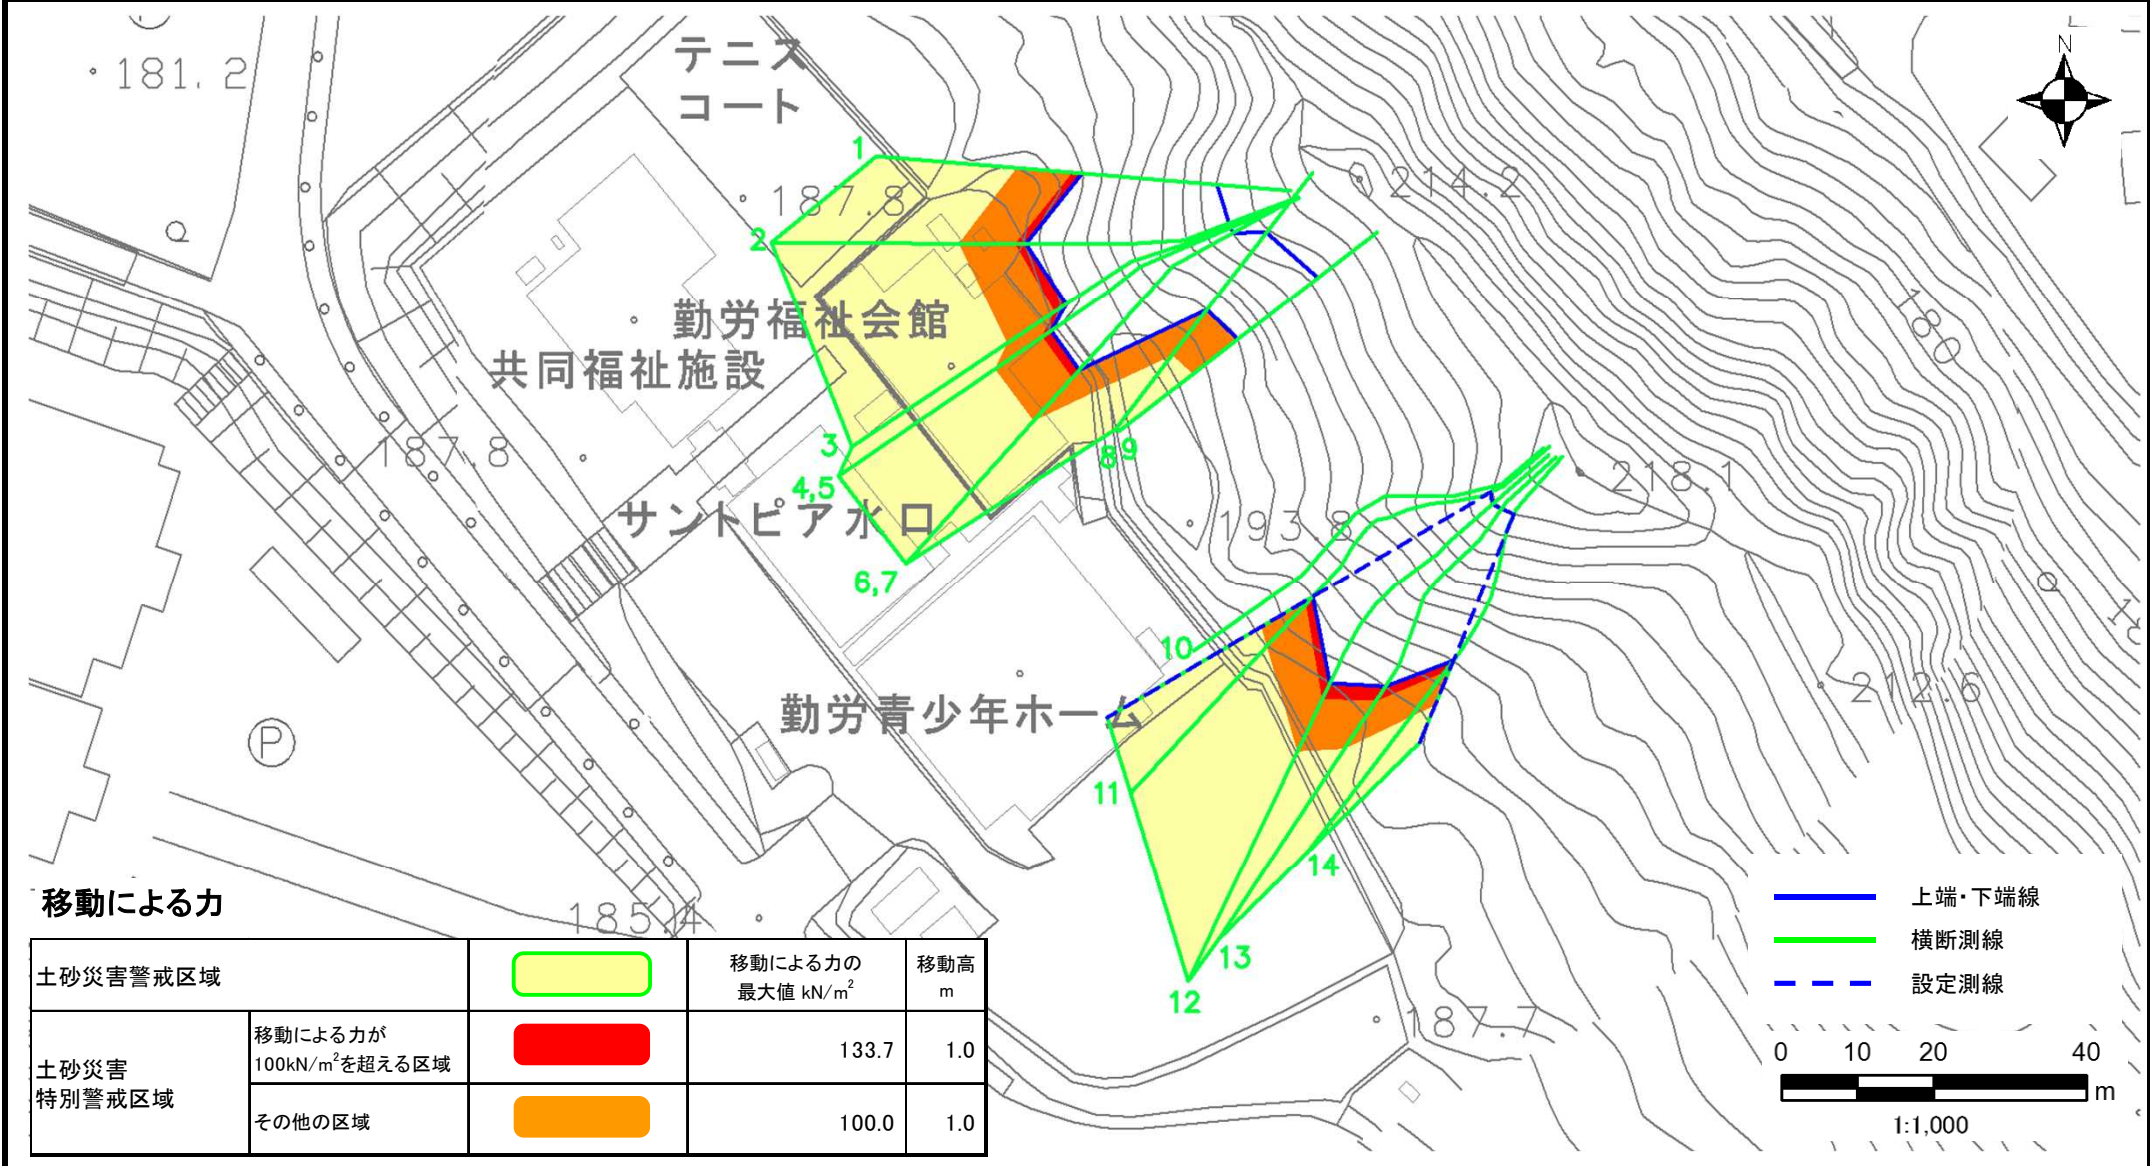 テニス
コート
N
181.2
1
187.8
214.2
2
勤労福祉会館
180
共同福祉施設
3
187.8
89
4,5
218.1
サントピア水口
193.8
6,7
10
勤労青少年ホーム
212.6
P
11
14
移動による力
185.4
13
12
187.7
土砂災害警戒区域
移動による力の
最大値 kN/m²
移動高
m
土砂災害
特別警戒区域
移動による力が
100kN/m²を超える区域
133.7
1.0
その他の区域
100.0
1.0
上端・下端線
横断測線
設定測線
0 10 20 40
m
1:1,000